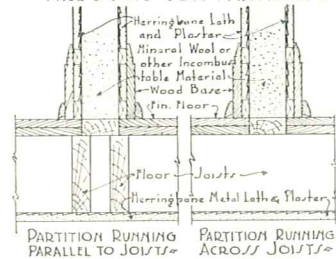 Herringbone Lath
and Plaster
Mineral Wool or
other Incombus
table Material
Wood Base
Fin. Floor
Floor Joists
Herringbone Metal Lath & Plaster
PARTITION RUNNING
PARALLEL TO JOISTS
PARTITION RUNNING
ACROSS JOISTS